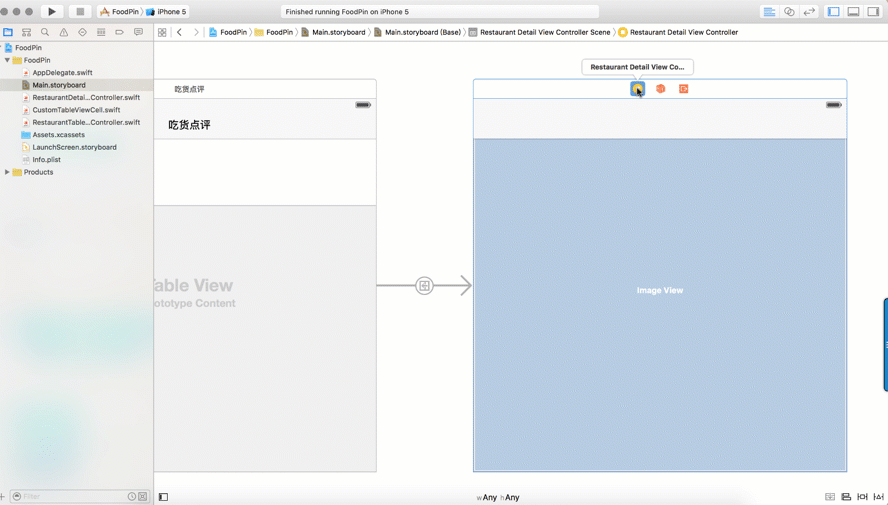 FoodPin
iPhone 5
Finished running FoodPin on iPhone 5
FoodPin
FoodPin
Main.storyboard
Main.storyboard (Base)
Restaurant Detail View Controller Scene
Restaurant Detail View Controller
FoodPin
FoodPin
AppDelegate.swift
Main.storyboard
RestaurantDetai...Controller.swift
CustomTableViewCell.swift
RestaurantTable...Controller.swift
Assets.xcassets
LaunchScreen.storyboard
Info.plist
Products
Filter
吃货点评
吃货点评
Table View
ototype Content
Restaurant Detail View Co...
Image View
wAny hAny